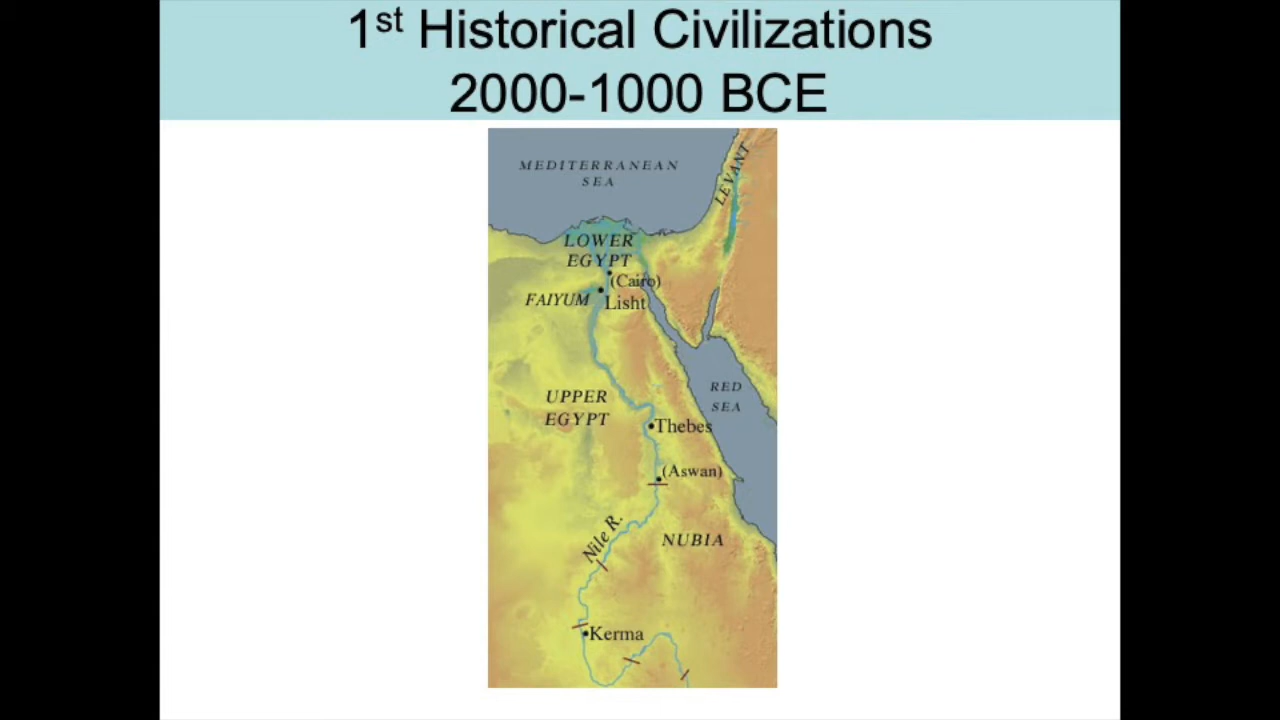 1st Historical Civilizations
2000-1000 BCE
MEDITERRANEAN
SEA
LEVANT
LOWER
EGYPT
(Cairo)
FAIYUM
Lisht
UPPER
EGYPT
RED
SEA
Thebes
(Aswan)
Nile R.
NUBIA
Kerma